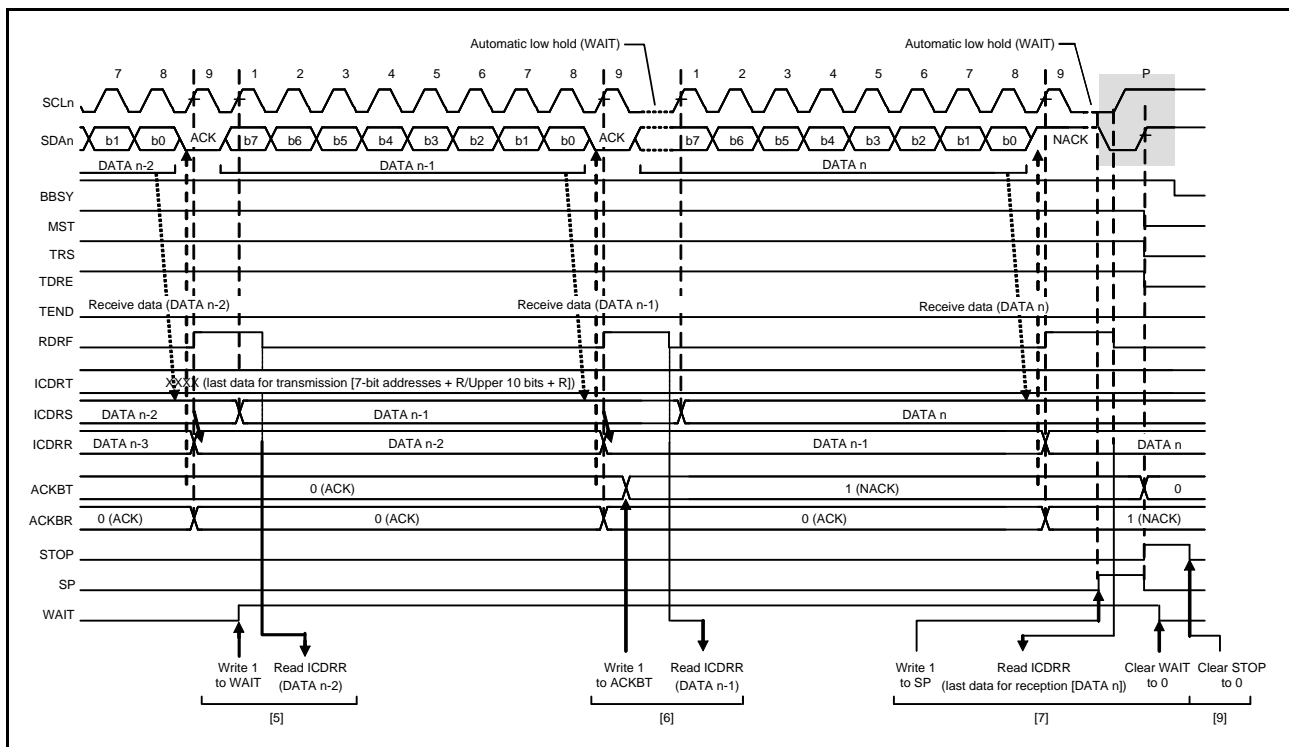 Automatic low hold (WAIT) Automatic low hold (WAIT)
7 8 9 1 2 3 4 5 6 7 8 9 1 2 3 4 5 6 7 8 9 P
SCLn
SDAn b1 b0 ACK b7 b6 b5 b4 b3 b2 b1 b0 ACK b7 b6 b5 b4 b3 b2 b1 b0 NACK
DATA n-2 DATA n-1 DATA n
BBSY
MST
TRS
TDRE
Receive data (DATA n-2) Receive data (DATA n-1) Receive data (DATA n)
TEND
RDRF
ICDRT XXXX (last data for transmission [7-bit addresses + R/Upper 10 bits + R])
ICDRS DATA n-2 DATA n-1 DATA n
ICDRR DATA n-3 DATA n-2 DATA n-1 DATA n
ACKBT 0 (ACK) 1 (NACK) 0
ACKBR 0 (ACK) 0 (ACK) 0 (ACK) 1 (NACK)
STOP
SP
WAIT
Write 1 Read ICDRR Write 1 Read ICDRR Write 1 Read ICDRR Clear WAIT Clear STOP
to WAIT (DATA n-2) to ACKBT (DATA n-1) to SP (last data for reception [DATA n]) to 0 to 0
[5] [6] [7] [9]